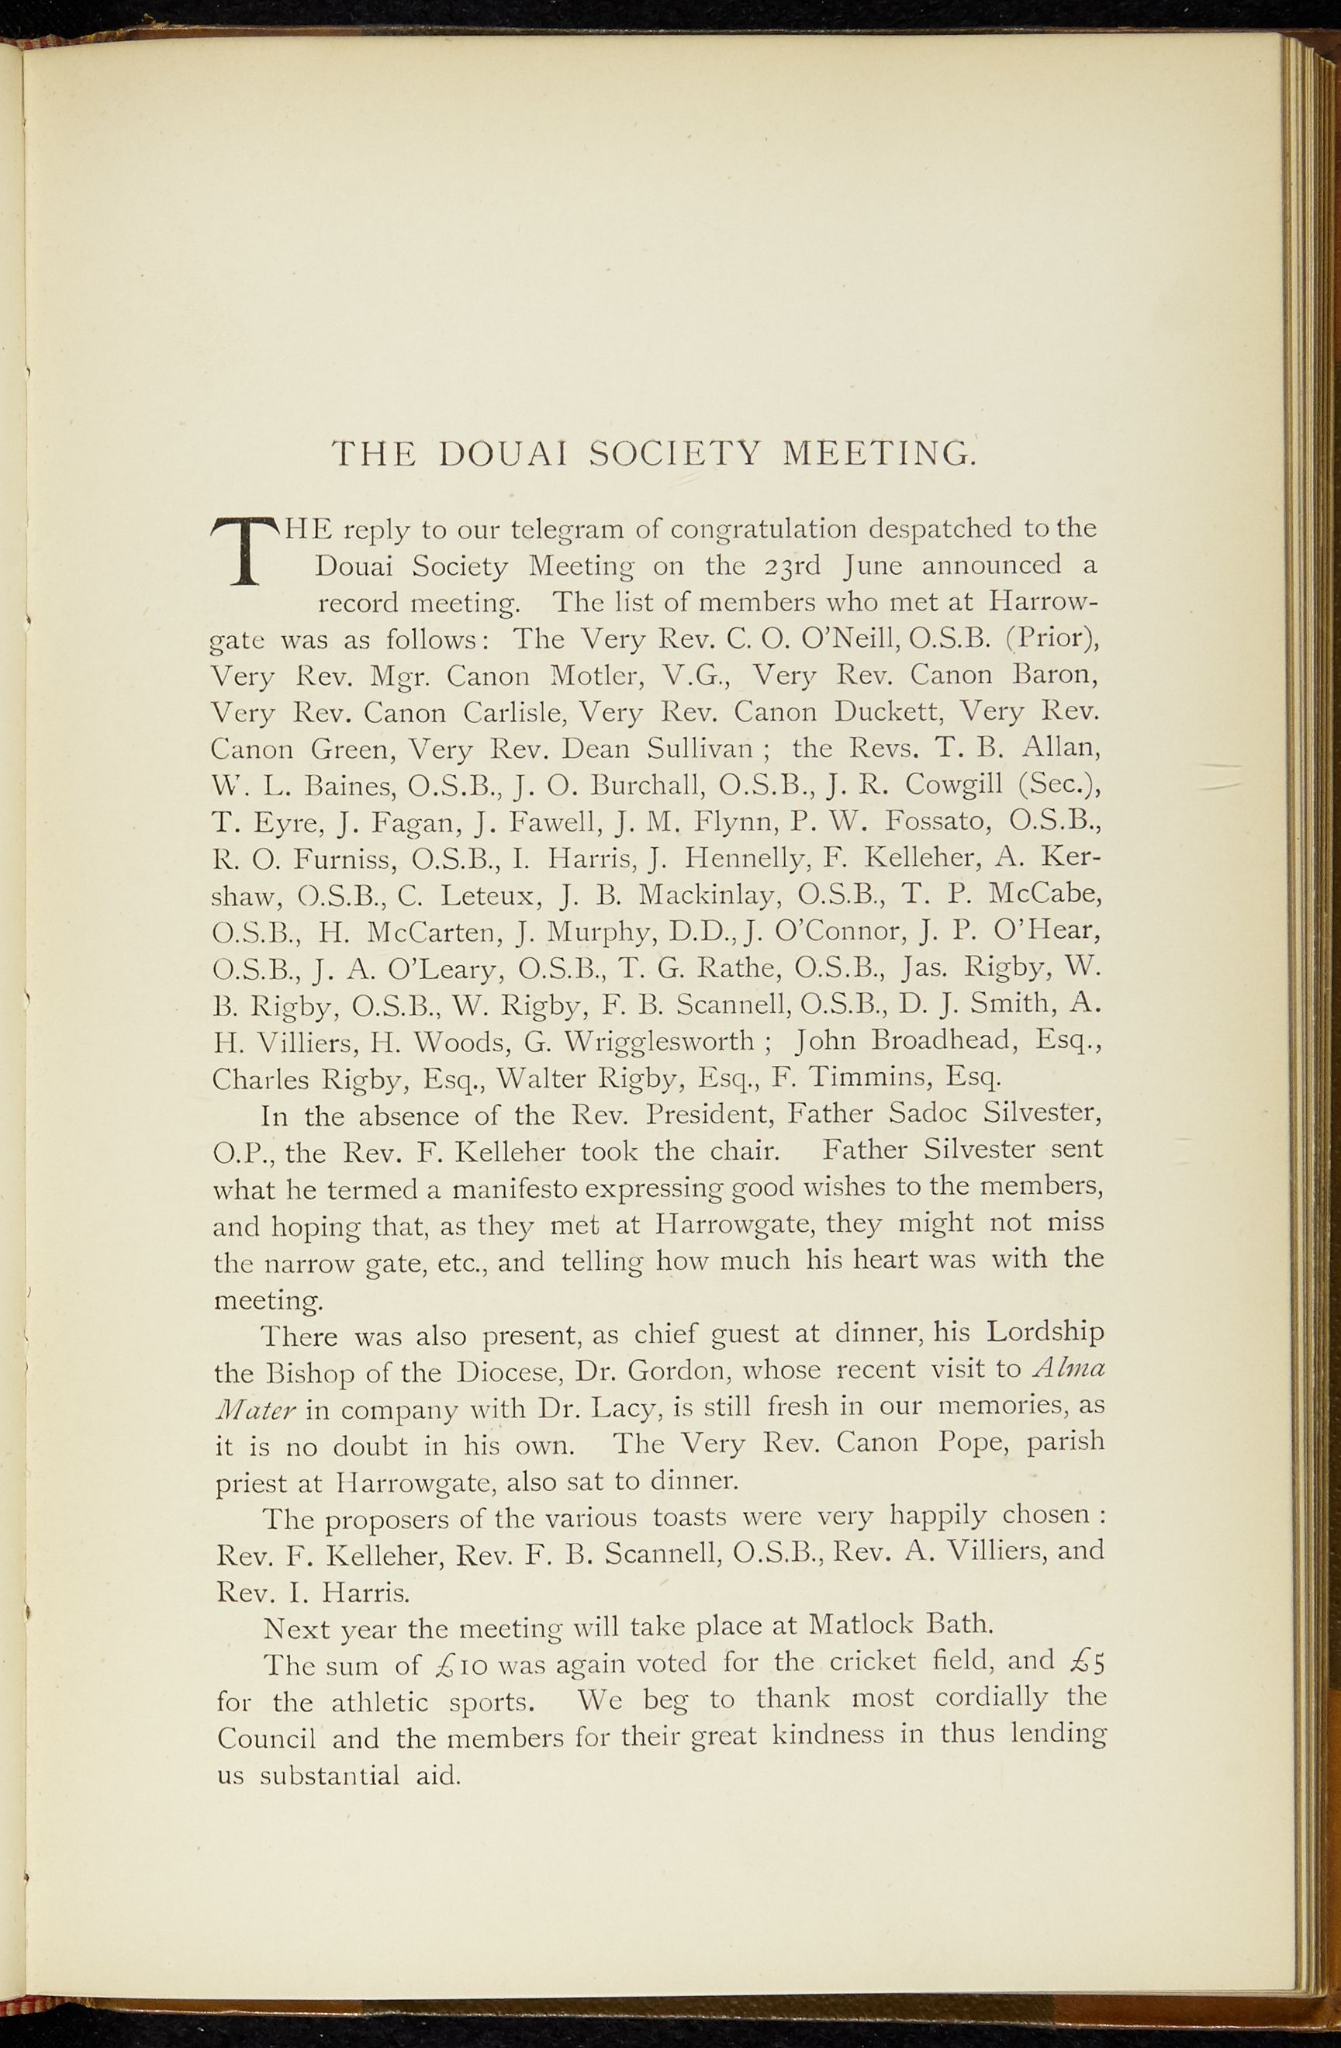 THE DOUAI SOCIETY MEETING.
THE reply to our telegram of congratulation despatched to the
Douai Society Meeting on the 23rd June announced a
record meeting. The list of members who met at Harrow-
gate was as follows: The Very Rev. C. O. O'Neill, O.S.B. (Prior),
Very Rev. Mgr. Canon Motler, V.G., Very Rev. Canon Baron,
Very Rev. Canon Carlisle, Very Rev. Canon Duckett, Very Rev.
Canon Green, Very Rev. Dean Sullivan ; the Revs. T. B. Allan,
W. L. Baines, O.S.B., J. O. Burchall, O.S.B., J. R. Cowgill (Sec.),
T. Eyre, J. Fagan, J. Fawell, J. M. Flynn, P. W. Fossato, O.S.B.,
R. O. Furniss, O.S.B., I. Harris, J. Hennelly, F. Kelleher, A. Ker-
shaw, O.S.B., C. Leteux, J. B. Mackinlay, O.S.B., T. P. McCabe,
O.S.B., H. McCarten, J. Murphy, D.D., J. O'Connor, J. P. O'Hear,
O.S.B., J. A. O'Leary, O.S.B., T. G. Rathe, O.S.B., Jas. Rigby, W.
B. Rigby, O.S.B., W. Rigby, F. B. Scannell, O.S.B., D. J. Smith, A.
H. Villiers, H. Woods, G. Wrigglesworth ; John Broadhead, Esq.,
Charles Rigby, Esq., Walter Rigby, Esq., F. Timmins, Esq.
In the absence of the Rev. President, Father Sadoc Silvester,
O.P., the Rev. F. Kelleher took the chair. Father Silvester sent
what he termed a manifesto expressing good wishes to the members,
and hoping that, as they met at Harrowgate, they might not miss
the narrow gate, etc., and telling how much his heart was with the
meeting.
There was also present, as chief guest at dinner, his Lordship
the Bishop of the Diocese, Dr. Gordon, whose recent visit to Alma
Mater in company with Dr. Lacy, is still fresh in our memories, as
it is no doubt in his own. The Very Rev. Canon Pope, parish
priest at Harrowgate, also sat to dinner.
The proposers of the various toasts were very happily chosen :
Rev. F. Kelleher, Rev. F. B. Scannell, O.S.B., Rev. A. Villiers, and
Rev. I. Harris.
Next year the meeting will take place at Matlock Bath.
The sum of £10 was again voted for the cricket field, and £5
for the athletic sports. We beg to thank most cordially the
Council and the members for their great kindness in thus lending
us substantial aid.